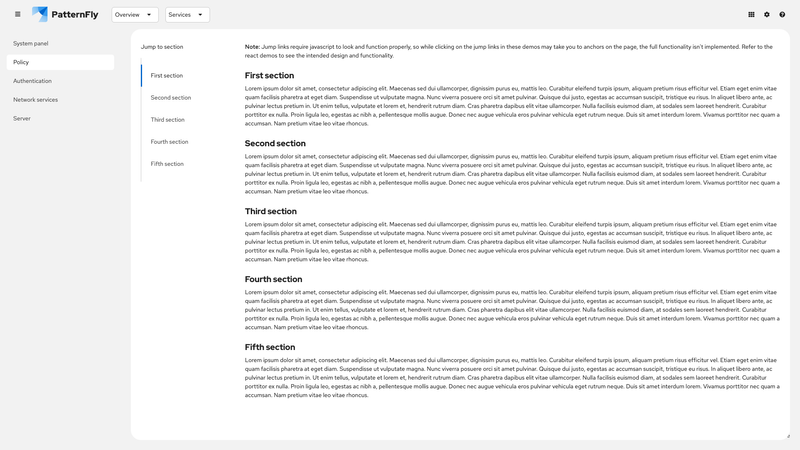 PatternFly
Overview
Services
System panel
Policy
Authentication
Network services
Server
Jump to section
First section
Second section
Third section
Fourth section
Fifth section
Note: Jump links require javascript to look and function properly, so while clicking on the jump links in these demos may take you to anchors on the page, the full functionality isn't implemented. Refer to the
react demos to see the intended design and functionality.
First section
Lorem ipsum dolor sit amet, consectetur adipiscing elit. Maecenas sed dui ullamcorper, dignissim purus eu, mattis leo. Curabitur eleifend turpis ipsum, aliquam pretium risus efficitur vel. Etiam eget enim vitae
quam facilisis pharetra at eget diam. Suspendisse ut vulputate magna. Nunc viverra posuere orci sit amet pulvinar. Quisque dui justo, egestas ac accumsan suscipit, tristique eu risus. In aliquet libero ante, ac
pulvinar lectus pretium in. Ut enim tellus, vulputate et lorem et, hendrerit rutrum diam. Cras pharetra dapibus elit vitae ullamcorper. Nulla facilisis euismod diam, at sodales sem laoreet hendrerit. Curabitur
porttitor ex nulla. Proin ligula leo, egestas ac nibh a, pellentesque mollis augue. Donec nec augue vehicula eros pulvinar vehicula eget rutrum neque. Duis sit amet interdum lorem. Vivamus porttitor nec quam a
accumsan. Nam pretium vitae leo vitae rhoncus.
Second section
Lorem ipsum dolor sit amet, consectetur adipiscing elit. Maecenas sed dui ullamcorper, dignissim purus eu, mattis leo. Curabitur eleifend turpis ipsum, aliquam pretium risus efficitur vel. Etiam eget enim vitae
quam facilisis pharetra at eget diam. Suspendisse ut vulputate magna. Nunc viverra posuere orci sit amet pulvinar. Quisque dui justo, egestas ac accumsan suscipit, tristique eu risus. In aliquet libero ante, ac
pulvinar lectus pretium in. Ut enim tellus, vulputate et lorem et, hendrerit rutrum diam. Cras pharetra dapibus elit vitae ullamcorper. Nulla facilisis euismod diam, at sodales sem laoreet hendrerit. Curabitur
porttitor ex nulla. Proin ligula leo, egestas ac nibh a, pellentesque mollis augue. Donec nec augue vehicula eros pulvinar vehicula eget rutrum neque. Duis sit amet interdum lorem. Vivamus porttitor nec quam a
accumsan. Nam pretium vitae leo vitae rhoncus.
Third section
Lorem ipsum dolor sit amet, consectetur adipiscing elit. Maecenas sed dui ullamcorper, dignissim purus eu, mattis leo. Curabitur eleifend turpis ipsum, aliquam pretium risus efficitur vel. Etiam eget enim vitae
quam facilisis pharetra at eget diam. Suspendisse ut vulputate magna. Nunc viverra posuere orci sit amet pulvinar. Quisque dui justo, egestas ac accumsan suscipit, tristique eu risus. In aliquet libero ante, ac
pulvinar lectus pretium in. Ut enim tellus, vulputate et lorem et, hendrerit rutrum diam. Cras pharetra dapibus elit vitae ullamcorper. Nulla facilisis euismod diam, at sodales sem laoreet hendrerit. Curabitur
porttitor ex nulla. Proin ligula leo, egestas ac nibh a, pellentesque mollis augue. Donec nec augue vehicula eros pulvinar vehicula eget rutrum neque. Duis sit amet interdum lorem. Vivamus porttitor nec quam a
accumsan. Nam pretium vitae leo vitae rhoncus.
Fourth section
Lorem ipsum dolor sit amet, consectetur adipiscing elit. Maecenas sed dui ullamcorper, dignissim purus eu, mattis leo. Curabitur eleifend turpis ipsum, aliquam pretium risus efficitur vel. Etiam eget enim vitae
quam facilisis pharetra at eget diam. Suspendisse ut vulputate magna. Nunc viverra posuere orci sit amet pulvinar. Quisque dui justo, egestas ac accumsan suscipit, tristique eu risus. In aliquet libero ante, ac
pulvinar lectus pretium in. Ut enim tellus, vulputate et lorem et, hendrerit rutrum diam. Cras pharetra dapibus elit vitae ullamcorper. Nulla facilisis euismod diam, at sodales sem laoreet hendrerit. Curabitur
porttitor ex nulla. Proin ligula leo, egestas ac nibh a, pellentesque mollis augue. Donec nec augue vehicula eros pulvinar vehicula eget rutrum neque. Duis sit amet interdum lorem. Vivamus porttitor nec quam a
accumsan. Nam pretium vitae leo vitae rhoncus.
Fifth section
Lorem ipsum dolor sit amet, consectetur adipiscing elit. Maecenas sed dui ullamcorper, dignissim purus eu, mattis leo. Curabitur eleifend turpis ipsum, aliquam pretium risus efficitur vel. Etiam eget enim vitae
quam facilisis pharetra at eget diam. Suspendisse ut vulputate magna. Nunc viverra posuere orci sit amet pulvinar. Quisque dui justo, egestas ac accumsan suscipit, tristique eu risus. In aliquet libero ante, ac
pulvinar lectus pretium in. Ut enim tellus, vulputate et lorem et, hendrerit rutrum diam. Cras pharetra dapibus elit vitae ullamcorper. Nulla facilisis euismod diam, at sodales sem laoreet hendrerit. Curabitur
porttitor ex nulla. Proin ligula leo, egestas ac nibh a, pellentesque mollis augue. Donec nec augue vehicula eros pulvinar vehicula eget rutrum neque. Duis sit amet interdum lorem. Vivamus porttitor nec quam a
accumsan. Nam pretium vitae leo vitae rhoncus.